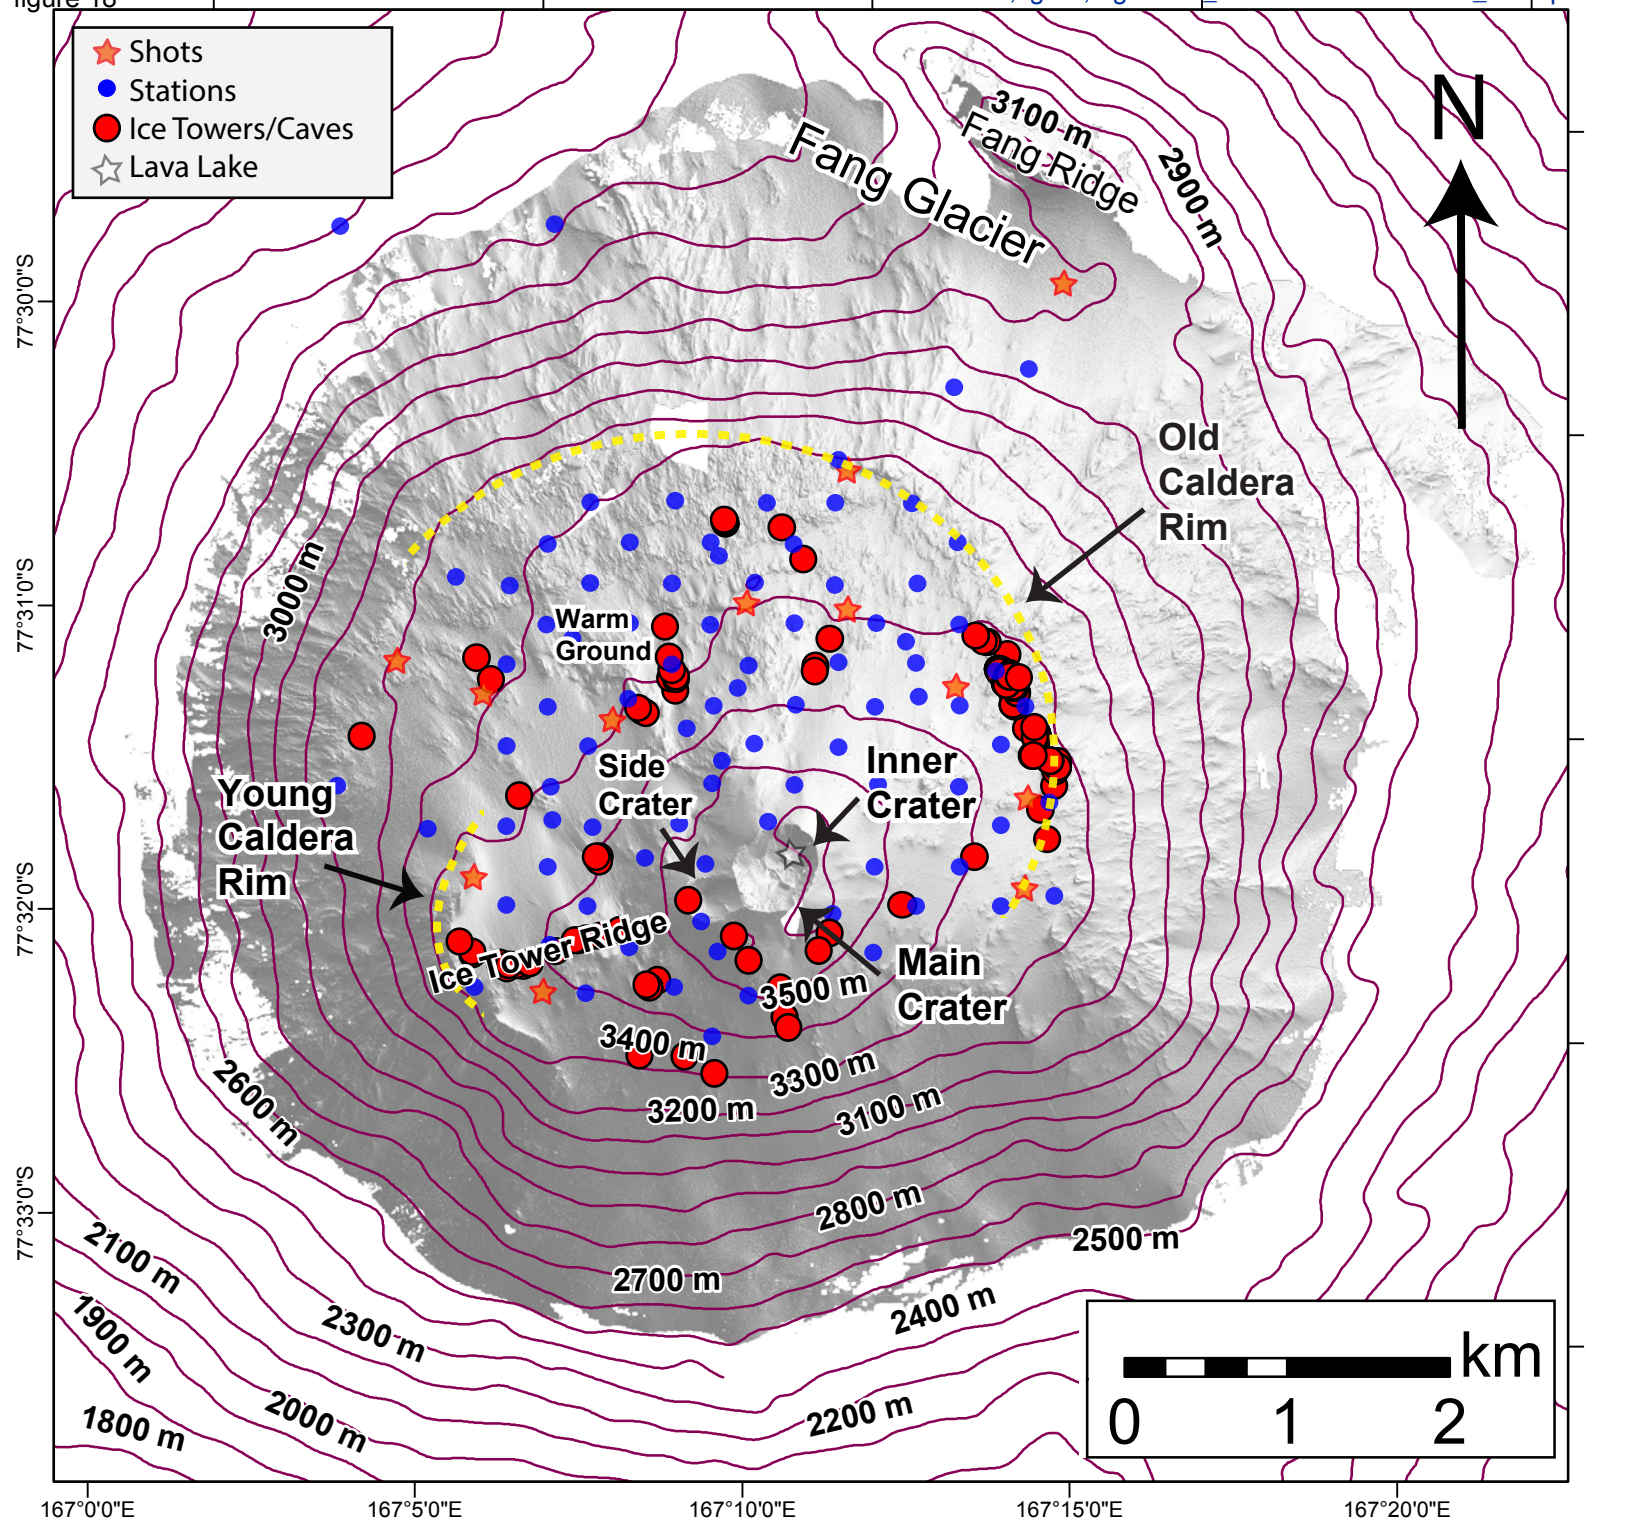 figure 18
Shots
Stations
Ice Towers/Caves
Lava Lake
N
3100 m
Fang Ridge
Fang Glacier
2900 m
Old
Caldera
Rim
3000 m
Warm
Ground
Side
Crater
Inner
Crater
Young
Caldera
Rim
Ice Tower Ridge
Main
Crater
3500 m
3400 m
3300 m
3200 m
3100 m
2600 m
2800 m
2500 m
2700 m
2400 m
2100 m
2300 m
1900 m
2200 m
2000 m
1800 m
km
0 1 2
77°30'0"S
77°31'0"S
77°32'0"S
77°33'0"S
167°0'0"E 167°5'0"E 167°10'0"E 167°15'0"E 167°20'0"E